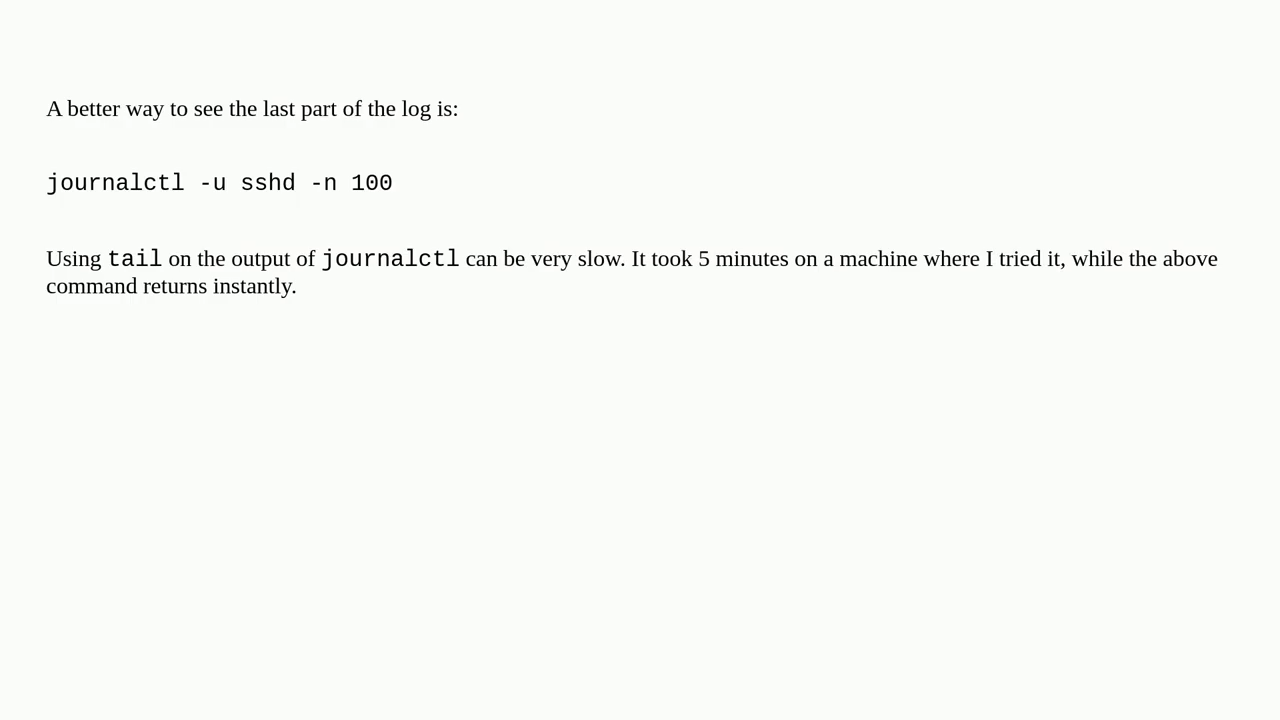 A better way to see the last part of the log is:
journalctl -u sshd -n 100
Using tail on the output of journalctl can be very slow. It took 5 minutes on a machine where I tried it, while the above
command returns instantly.